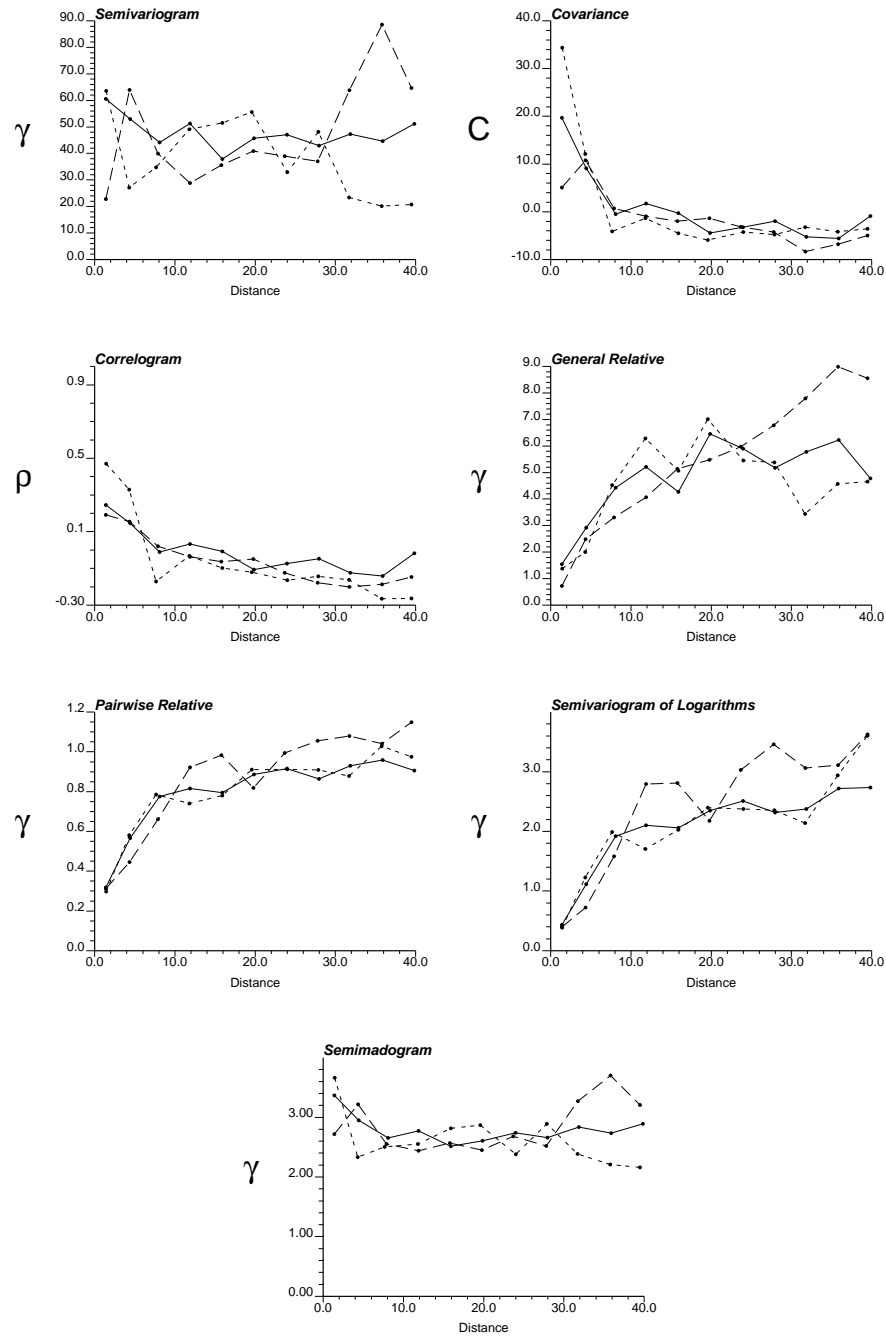 Semivariogram
γ
90.0
80.0
70.0
60.0
50.0
40.0
30.0
20.0
10.0
0.0
0.0 10.0 20.0 30.0 40.0
Distance
Covariance
C
40.0
30.0
20.0
10.0
0.0
-10.0
0.0 10.0 20.0 30.0 40.0
Distance
Correlogram
ρ
0.9
0.5
0.1
-0.30
0.0 10.0 20.0 30.0 40.0
Distance
General Relative
γ
9.0
8.0
7.0
6.0
5.0
4.0
3.0
2.0
1.0
0.0
0.0 10.0 20.0 30.0 40.0
Distance
Pairwise Relative
γ
1.2
1.0
0.8
0.6
0.4
0.2
0.0
0.0 10.0 20.0 30.0 40.0
Distance
Semivariogram of Logarithms
γ
3.0
2.0
1.0
0.0
0.0 10.0 20.0 30.0 40.0
Distance
Semimadogram
γ
3.00
2.00
1.00
0.00
0.0 10.0 20.0 30.0 40.0
Distance